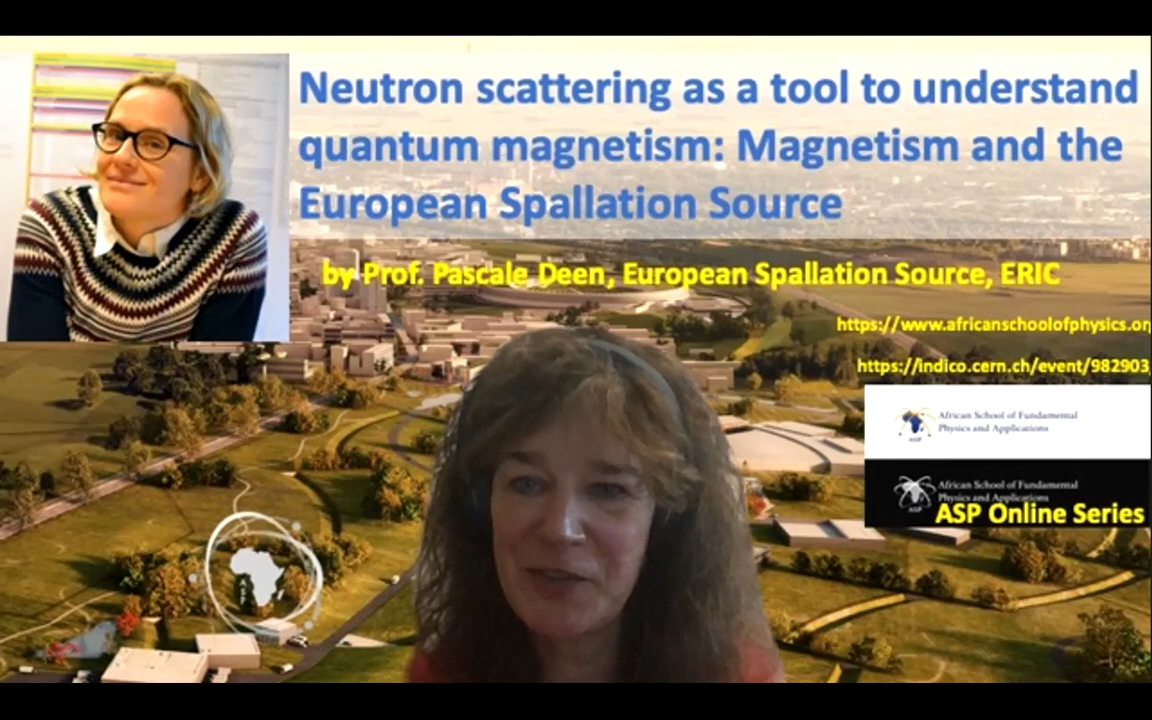 Neutron scattering as a tool to understand
quantum magnetism: Magnetism and the
European Spallation Source
by Prof. Pascale Deen, European Spallation Source, ERIC
https://www.africanschoolofphysics.or
https://indico.cern.ch/event/982903
African School of Fundamental
Physics and Applications
ASP
African School of Fundamental
Physics and Applications
ASP
ASP Online Series